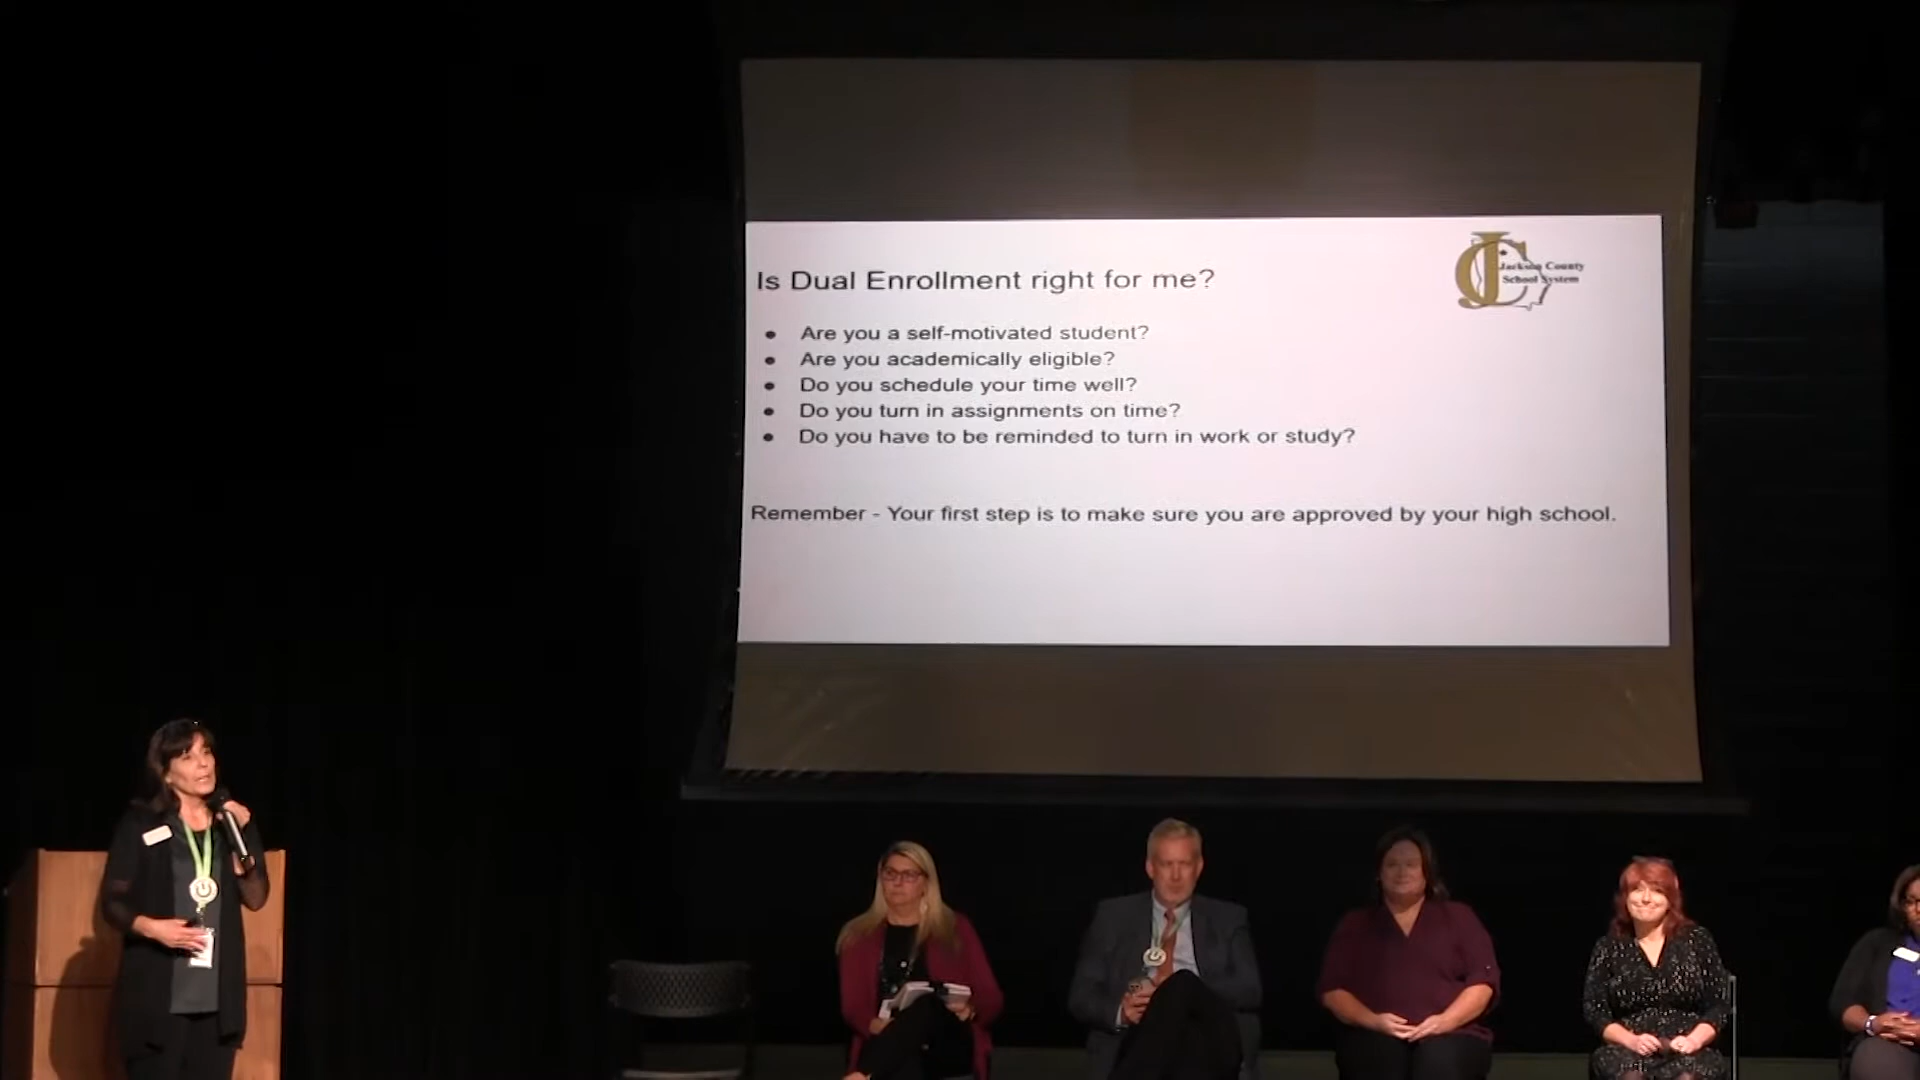 Jackson County
School System
Is Dual Enrollment right for me?
● Are you a self-motivated student?
● Are you academically eligible?
● Do you schedule your time well?
● Do you turn in assignments on time?
● Do you have to be reminded to turn in work or study?
Remember - Your first step is to make sure you are approved by your high school.